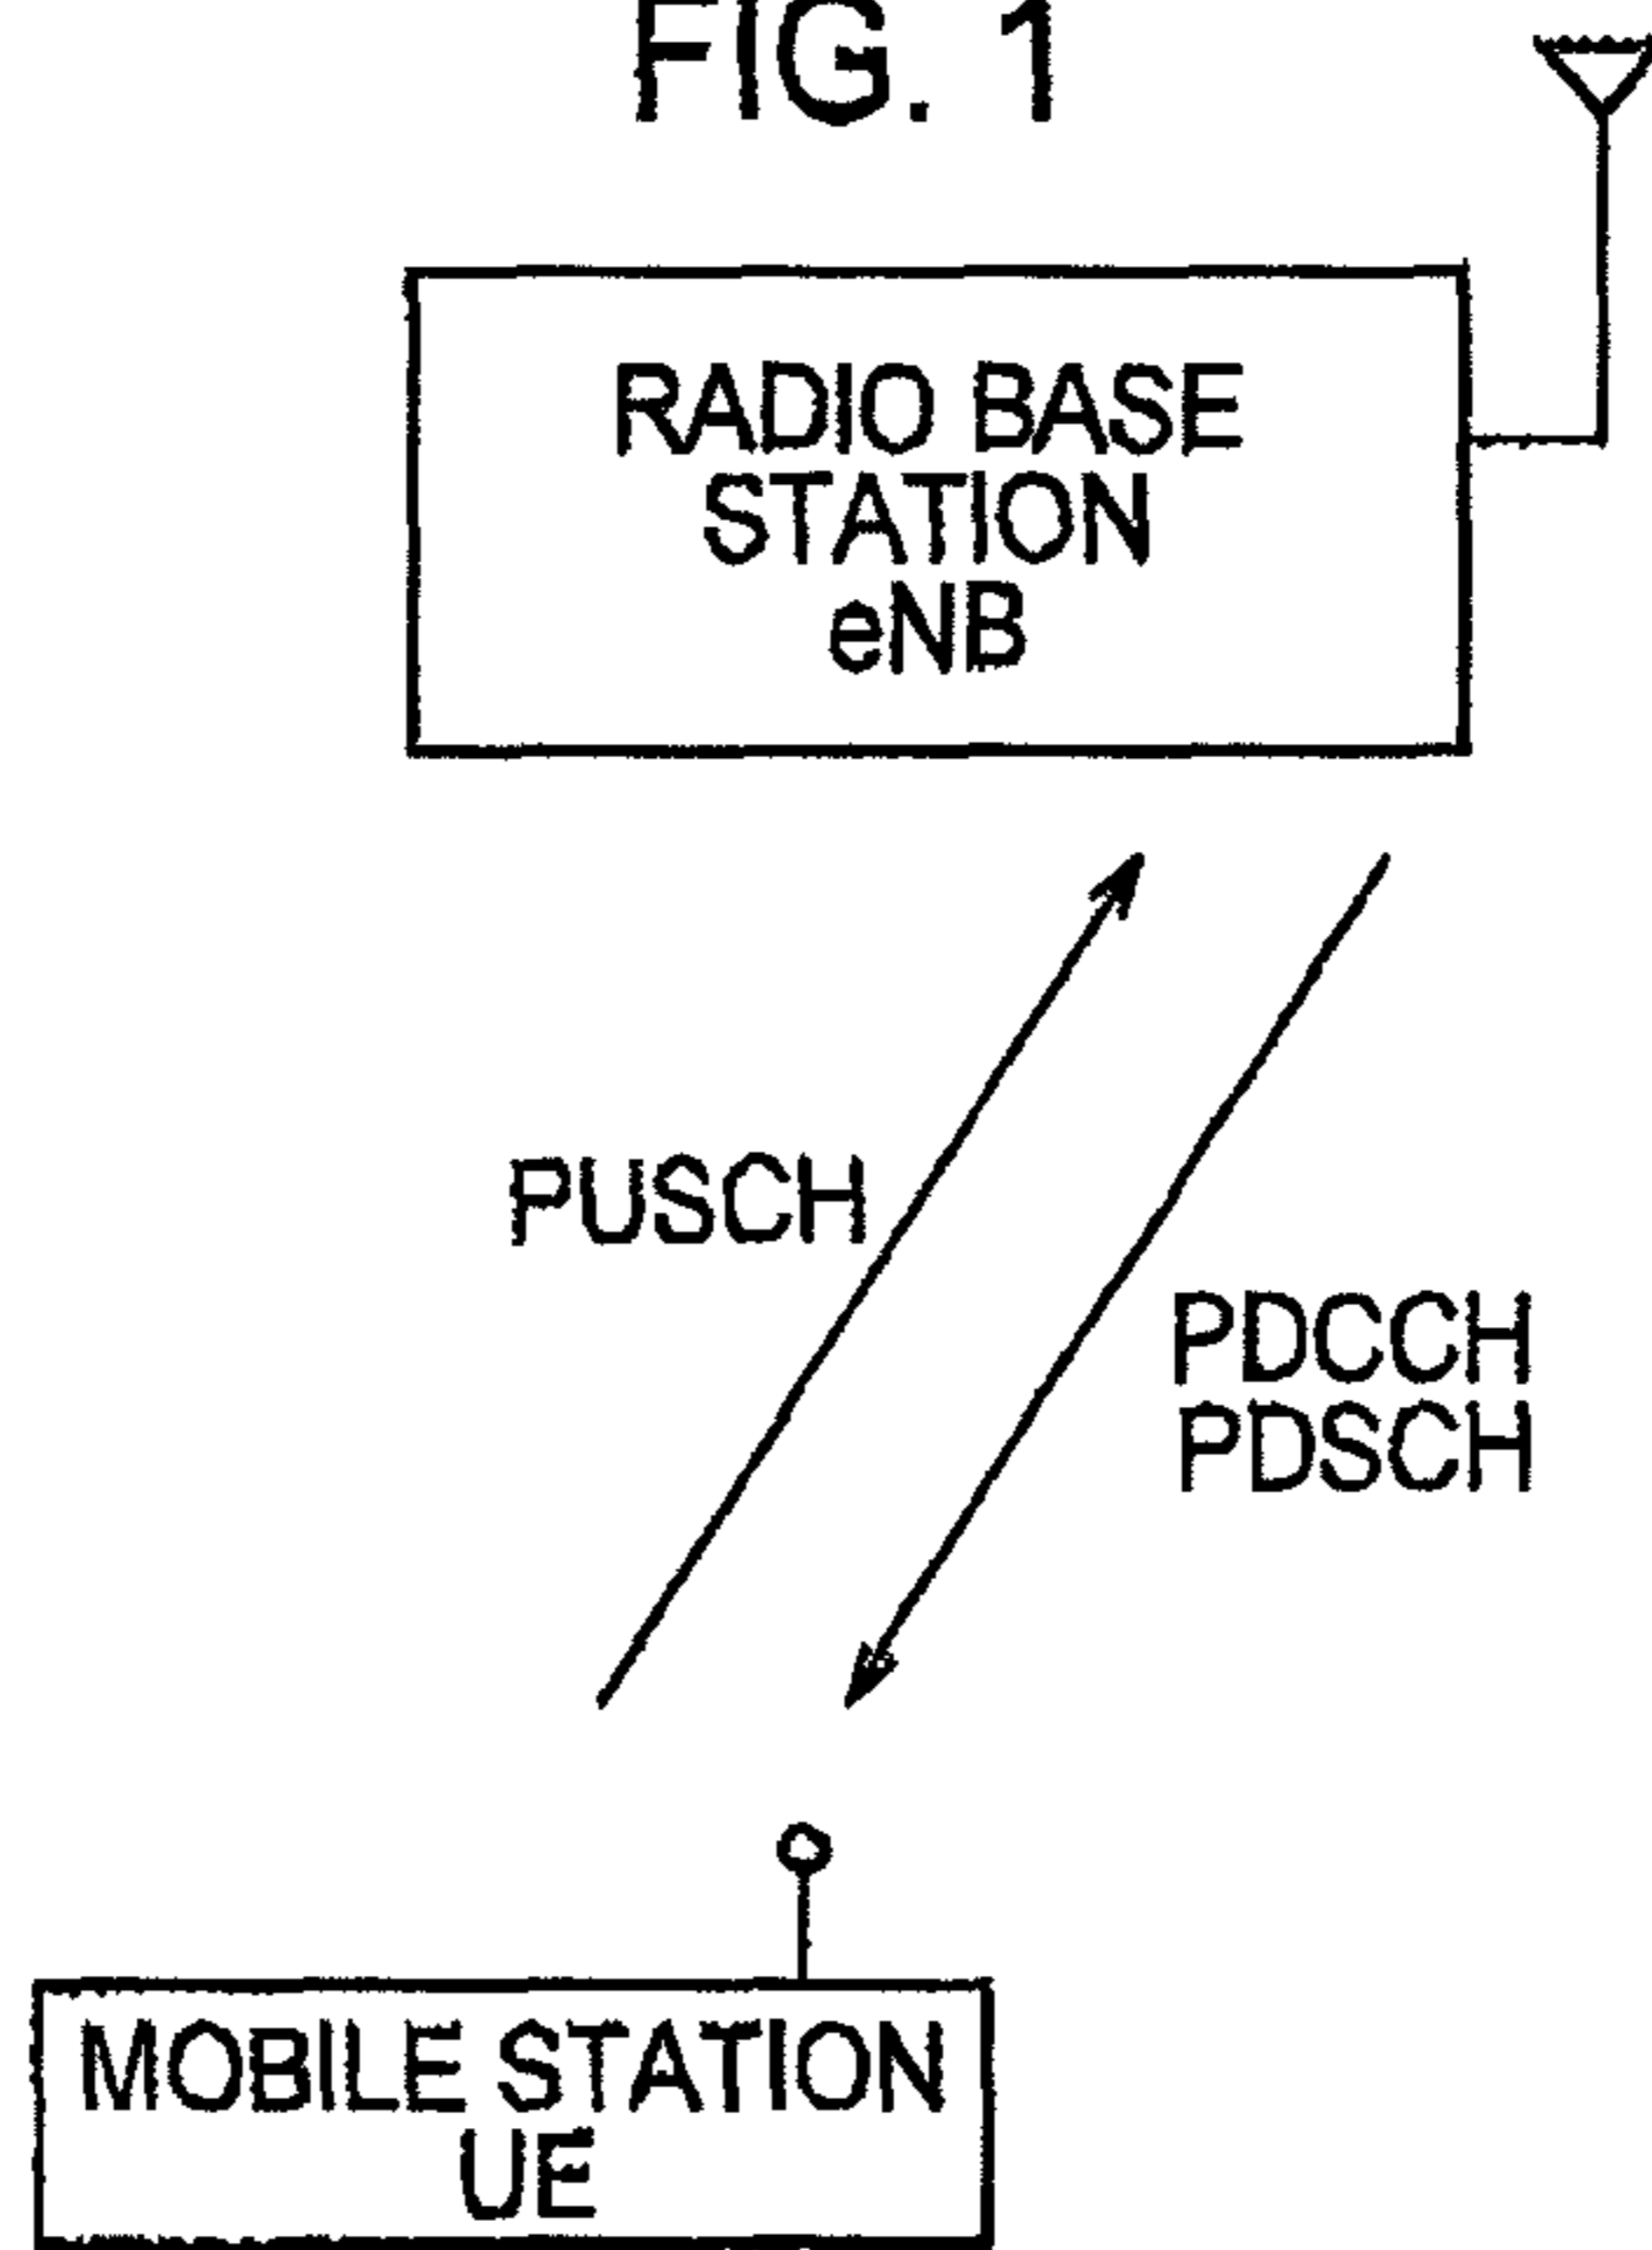 FIG. 1
RADIO BASE
STATION
eNB
PUSCH
PDCCH
PDSCH
MOBILE STATION
UE